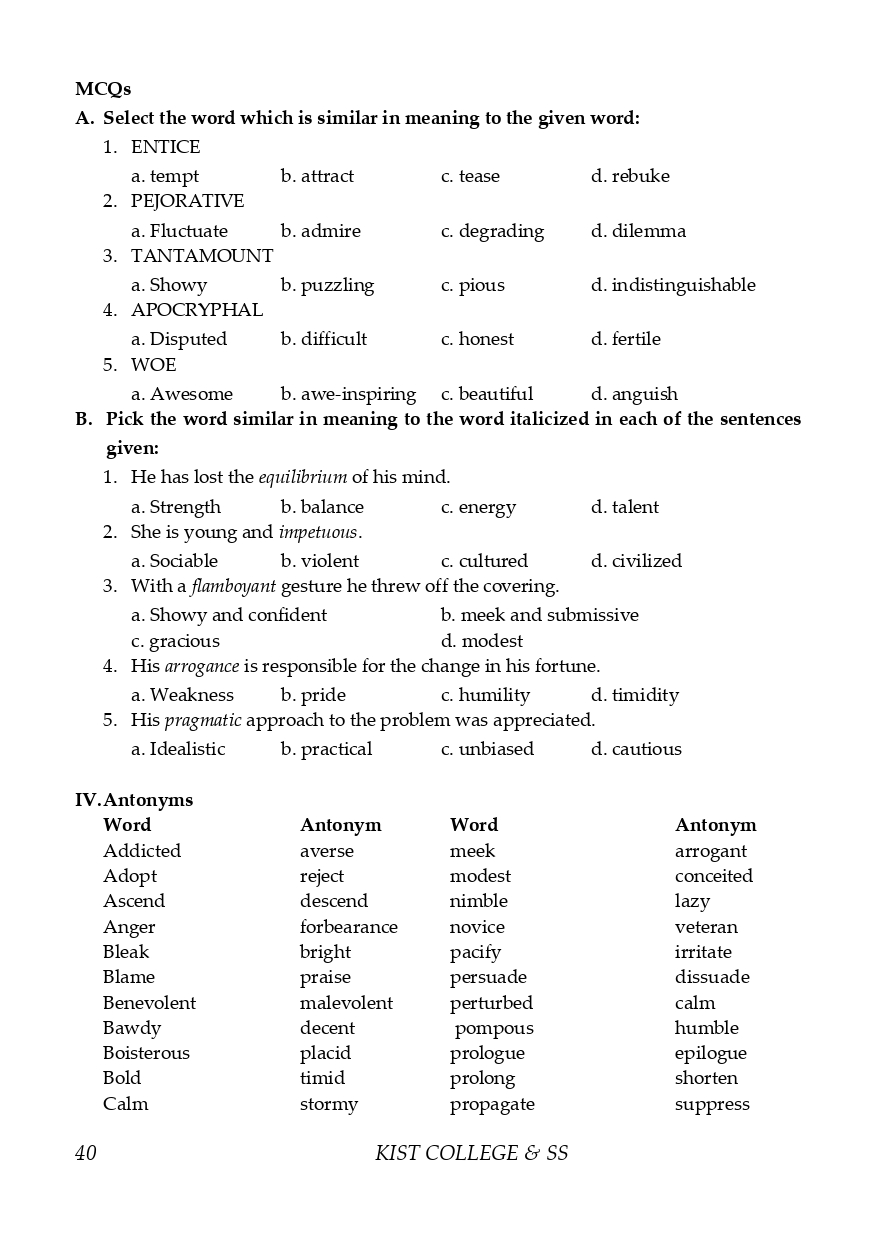 MCQs
A. Select the word which is similar in meaning to the given word:
1. ENTICE
a. tempt b. attract c. tease d. rebuke
2. PEJORATIVE
a. Fluctuate b. admire c. degrading d. dilemma
3. TANTAMOUNT
a. Showy b. puzzling c. pious d. indistinguishable
4. APOCRYPHAL
a. Disputed b. difficult c. honest d. fertile
5. WOE
a. Awesome b. awe-inspiring c. beautiful d. anguish
B. Pick the word similar in meaning to the word italicized in each of the sentences
given:
1. He has lost the equilibrium of his mind.
a. Strength b. balance c. energy d. talent
2. She is young and impetuous.
a. Sociable b. violent c. cultured d. civilized
3. With a flamboyant gesture he threw off the covering.
a. Showy and confident b. meek and submissive
c. gracious d. modest
4. His arrogance is responsible for the change in his fortune.
a. Weakness b. pride c. humility d. timidity
5. His pragmatic approach to the problem was appreciated.
a. Idealistic b. practical c. unbiased d. cautious
IV.Antonyms
Word Antonym Word Antonym
Addicted averse meek arrogant
Adopt reject modest conceited
Ascend descend nimble lazy
Anger forbearance novice veteran
Bleak bright pacify irritate
Blame praise persuade dissuade
Benevolent malevolent perturbed calm
Bawdy decent pompous humble
Boisterous placid prologue epilogue
Bold timid prolong shorten
Calm stormy propagate suppress
40 KIST COLLEGE & SS